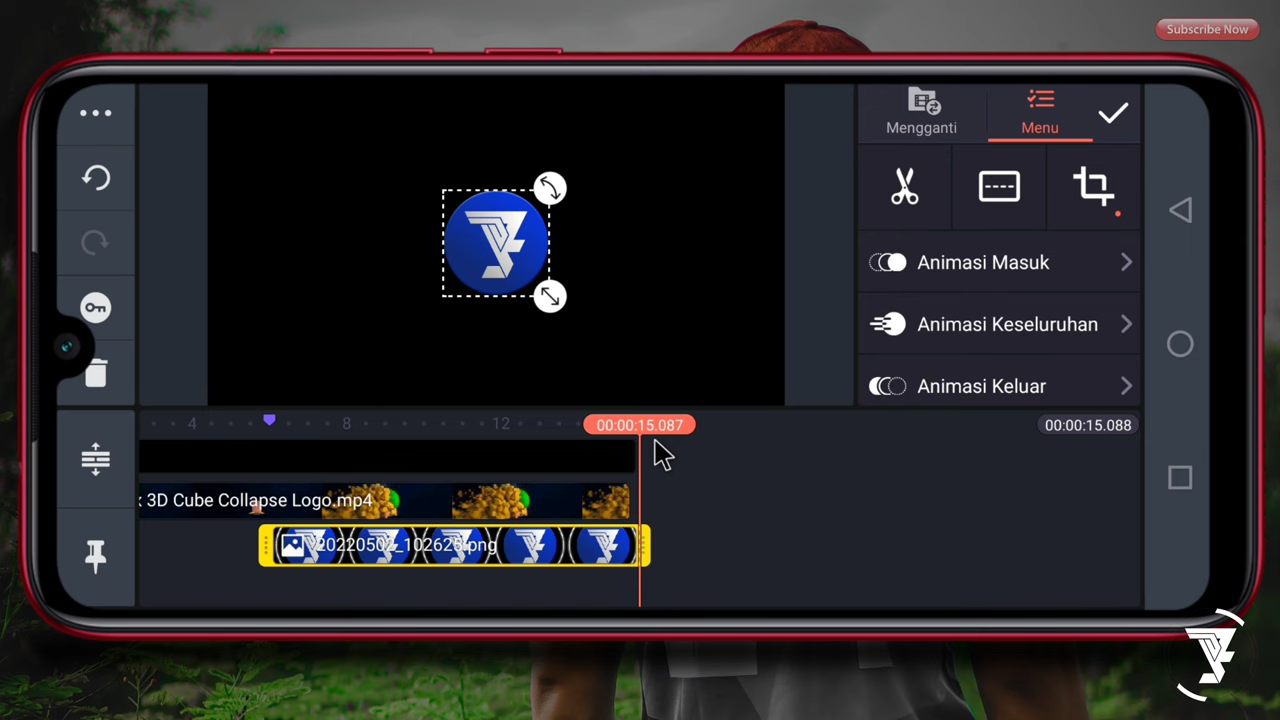 Subscribe Now
Mengganti
Menu
Animasi Masuk
Animasi Keseluruhan
Animasi Keluar
4
8
12
00:00:15.087
00:00:15.088
3D Cube Collapse Logo.mp4